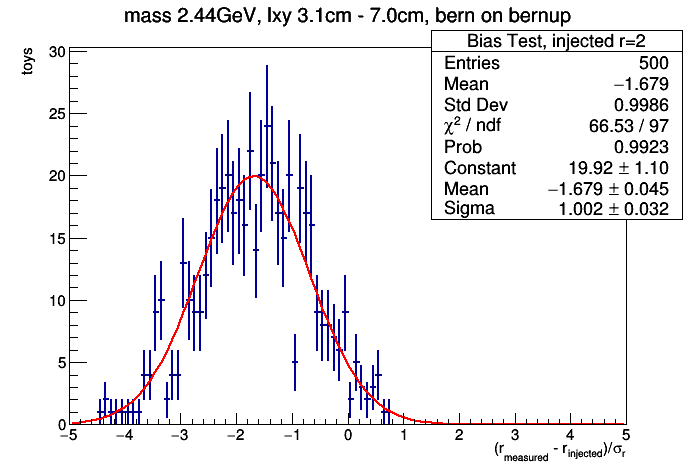 mass 2.44GeV, lxy 3.1cm - 7.0cm, bern on bernup
Bias Test, injected r=2
Entries 500
Mean −1.679
Std Dev 0.9986
χ² / ndf 66.53 / 97
Prob 0.9923
Constant 19.92 ± 1.10
Mean −1.679 ± 0.045
Sigma 1.002 ± 0.032
toys
30
25
20
15
10
5
0
−5 −4 −3 −2 −1 0 1 2 3 4 5
(r_measured - r_injected)/σ_r